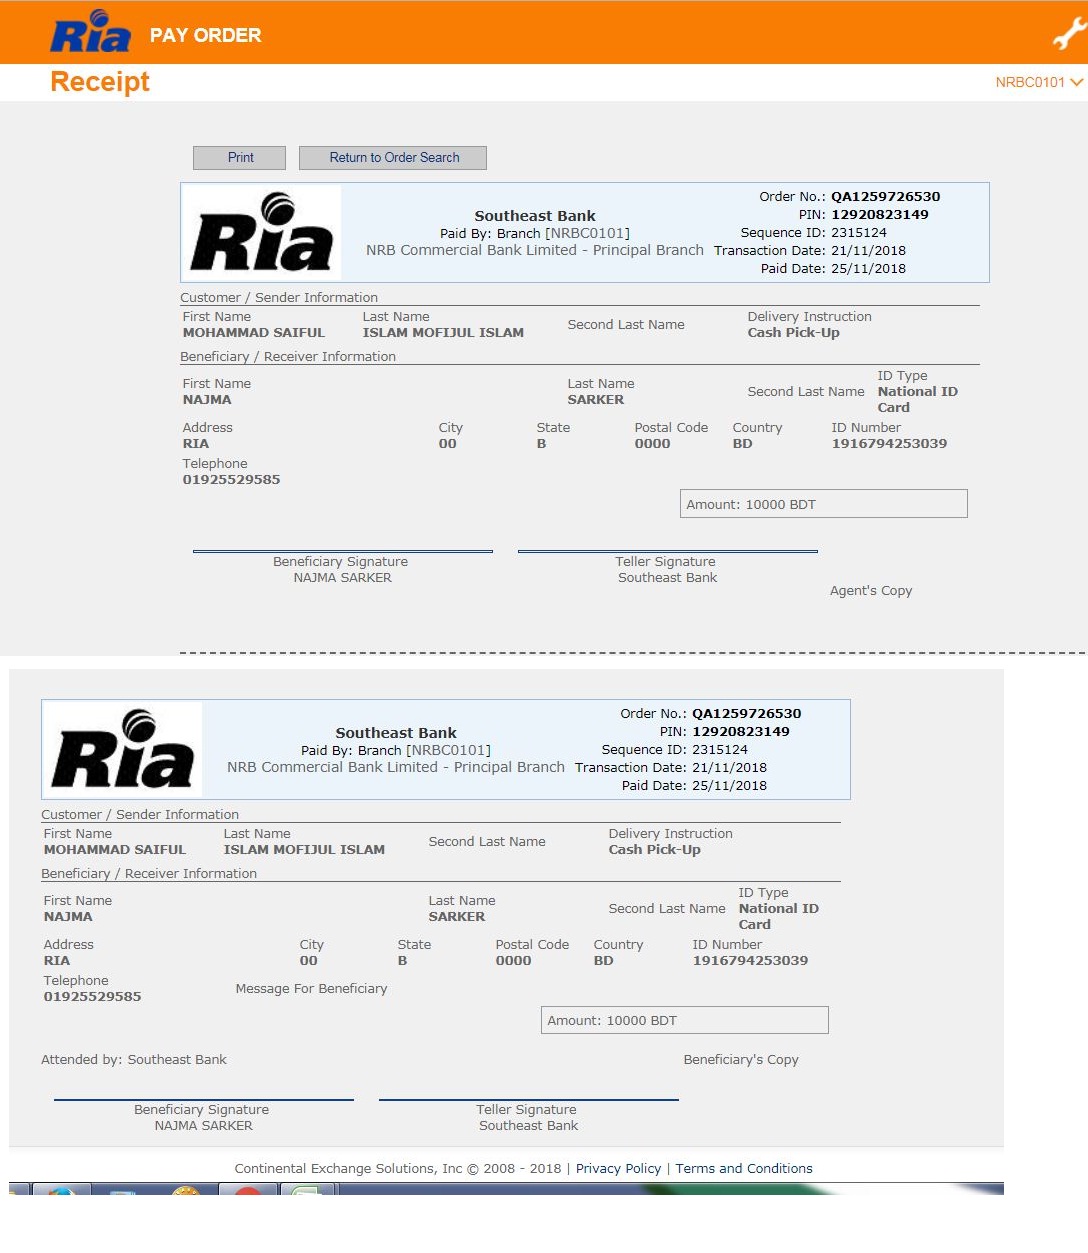 Ria PAY ORDER
Receipt
NRBC0101
Print Return to Order Search
Ria
Southeast Bank
Paid By: Branch [NRBC0101]
NRB Commercial Bank Limited - Principal Branch
Order No.: QA1259726530
PIN: 12920823149
Sequence ID: 2315124
Transaction Date: 21/11/2018
Paid Date: 25/11/2018
Customer / Sender Information
First Name Last Name Second Last Name Delivery Instruction
MOHAMMAD SAIFUL ISLAM MOFIJUL ISLAM Cash Pick-Up
Beneficiary / Receiver Information
First Name Last Name Second Last Name ID Type
NAJMA SARKER National ID
Card
Address City State Postal Code Country ID Number
RIA 00 B 0000 BD 1916794253039
Telephone
01925529585
Amount: 10000 BDT
Beneficiary Signature Teller Signature
NAJMA SARKER Southeast Bank
Agent's Copy
Ria
Southeast Bank
Paid By: Branch [NRBC0101]
NRB Commercial Bank Limited - Principal Branch
Order No.: QA1259726530
PIN: 12920823149
Sequence ID: 2315124
Transaction Date: 21/11/2018
Paid Date: 25/11/2018
Customer / Sender Information
First Name Last Name Second Last Name Delivery Instruction
MOHAMMAD SAIFUL ISLAM MOFIJUL ISLAM Cash Pick-Up
Beneficiary / Receiver Information
First Name Last Name Second Last Name ID Type
NAJMA SARKER National ID
Card
Address City State Postal Code Country ID Number
RIA 00 B 0000 BD 1916794253039
Telephone Message For Beneficiary
01925529585
Amount: 10000 BDT
Attended by: Southeast Bank Beneficiary's Copy
Beneficiary Signature Teller Signature
NAJMA SARKER Southeast Bank
Continental Exchange Solutions, Inc © 2008 - 2018 | Privacy Policy | Terms and Conditions